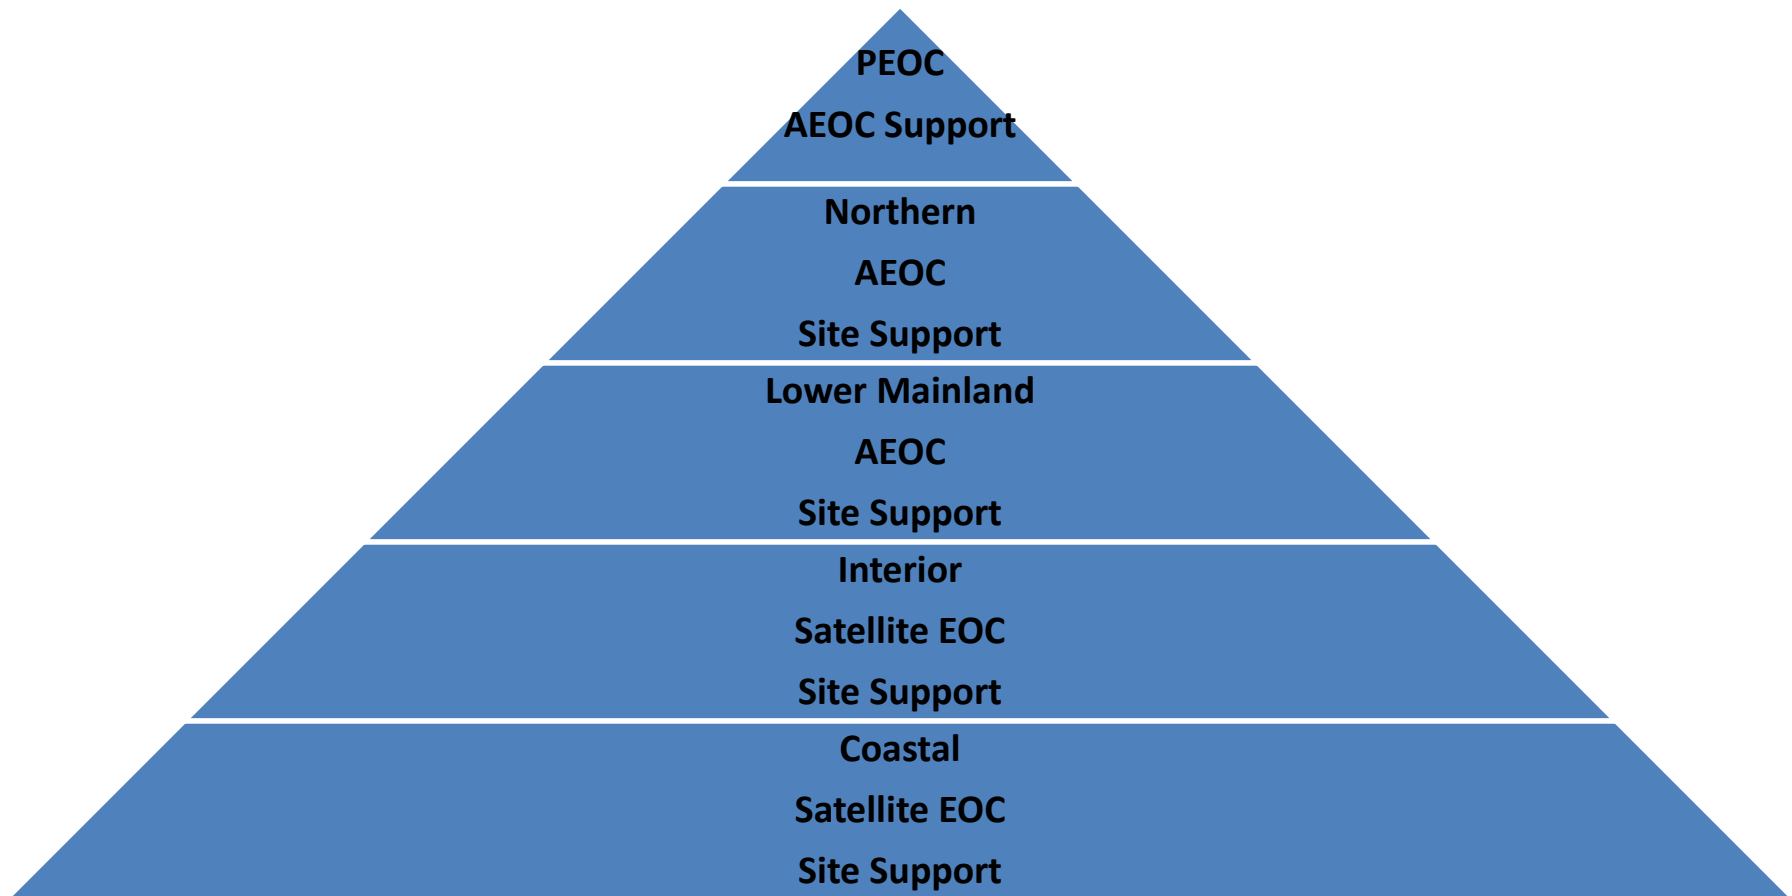 PEOC
AEOC Support
Northern
AEOC
Site Support
Lower Mainland
AEOC
Site Support
Interior
Satellite EOC
Site Support
Coastal
Satellite EOC
Site Support